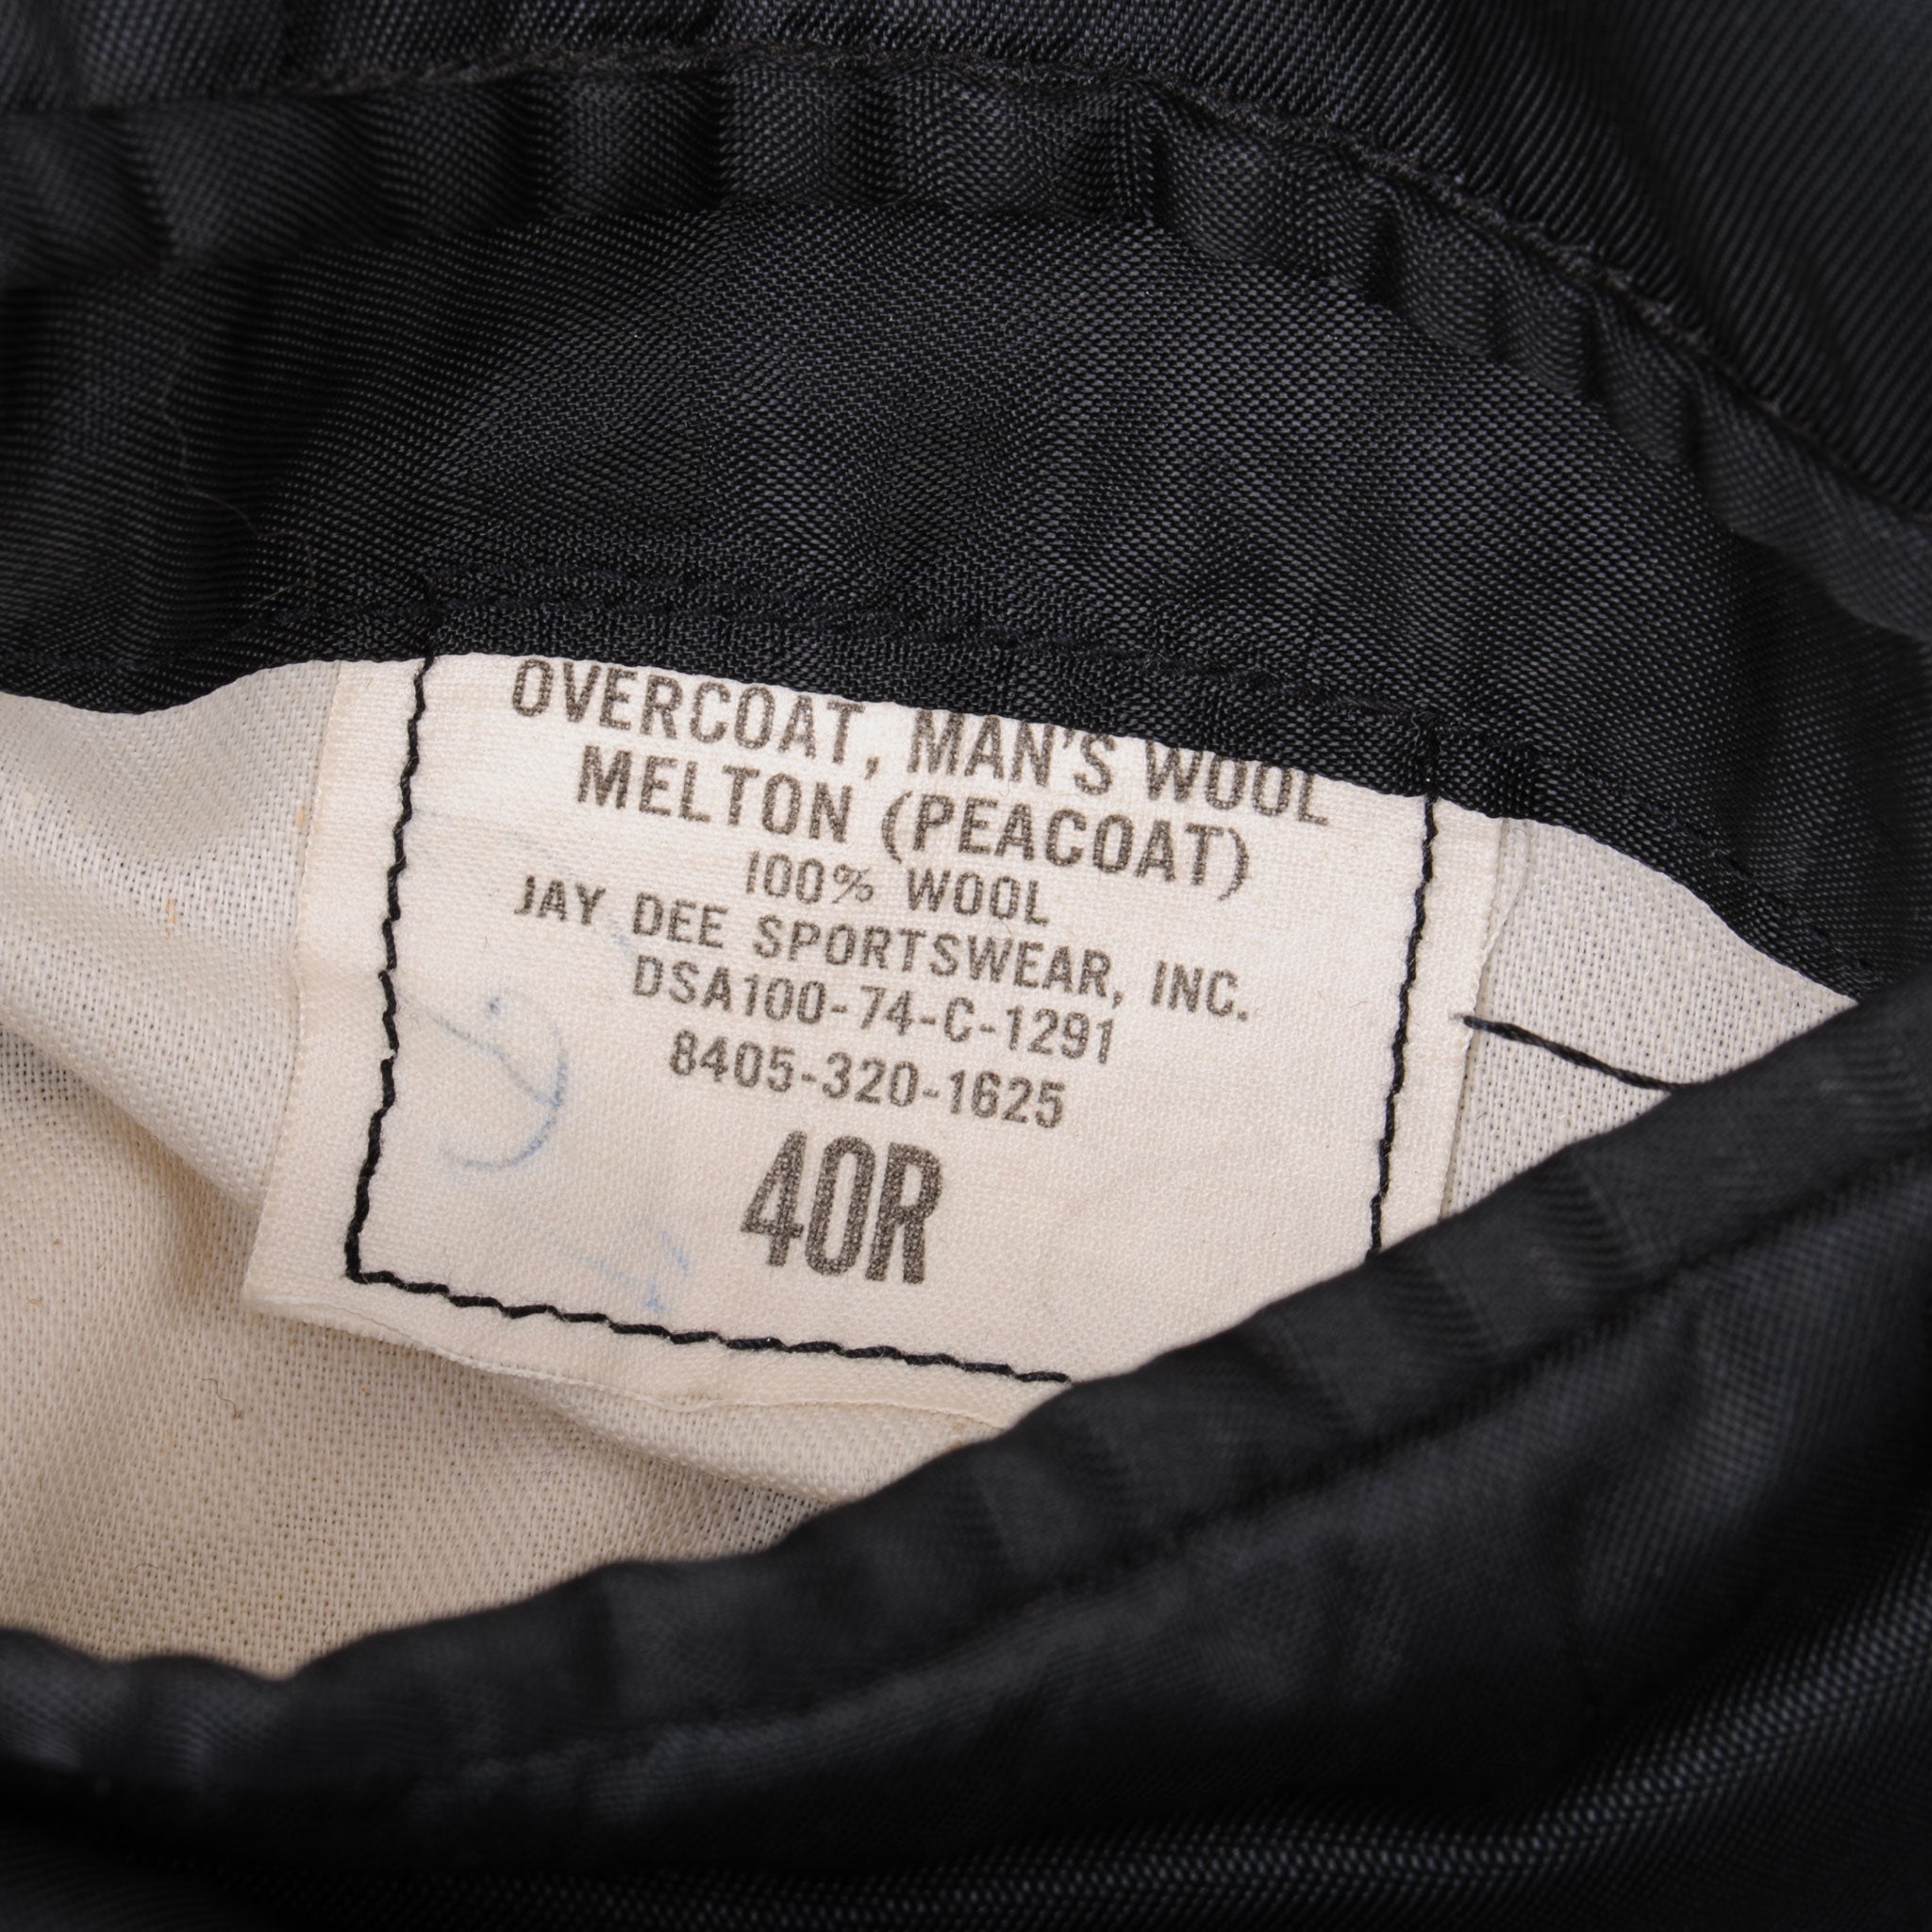 OVERCOAT, MAN'S WOOL
MELTON (PEACOAT)
100% WOOL
JAY DEE SPORTSWEAR, INC.
DSA100-74-C-1291
8405-320-1625
40R